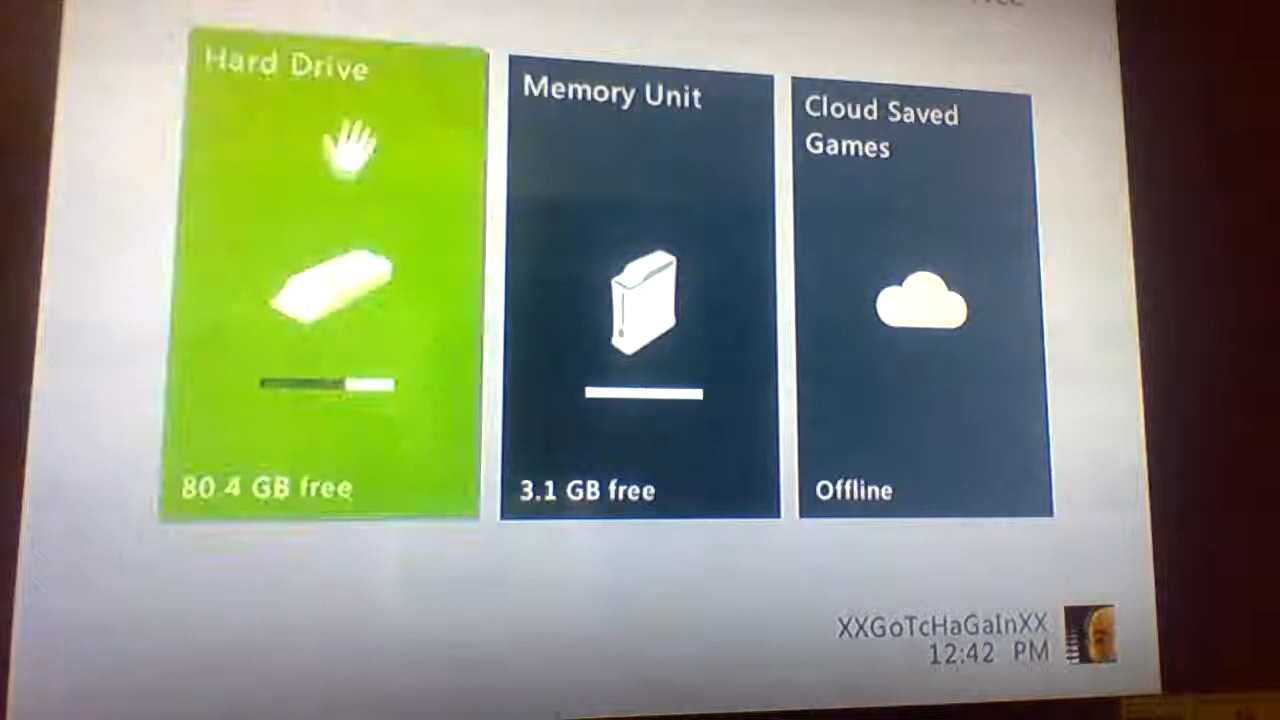 Hard Drive
80.4 GB free
Memory Unit
3.1 GB free
Cloud Saved
Games
Offline
XXGoTcHaGaInXX
12:42 PM